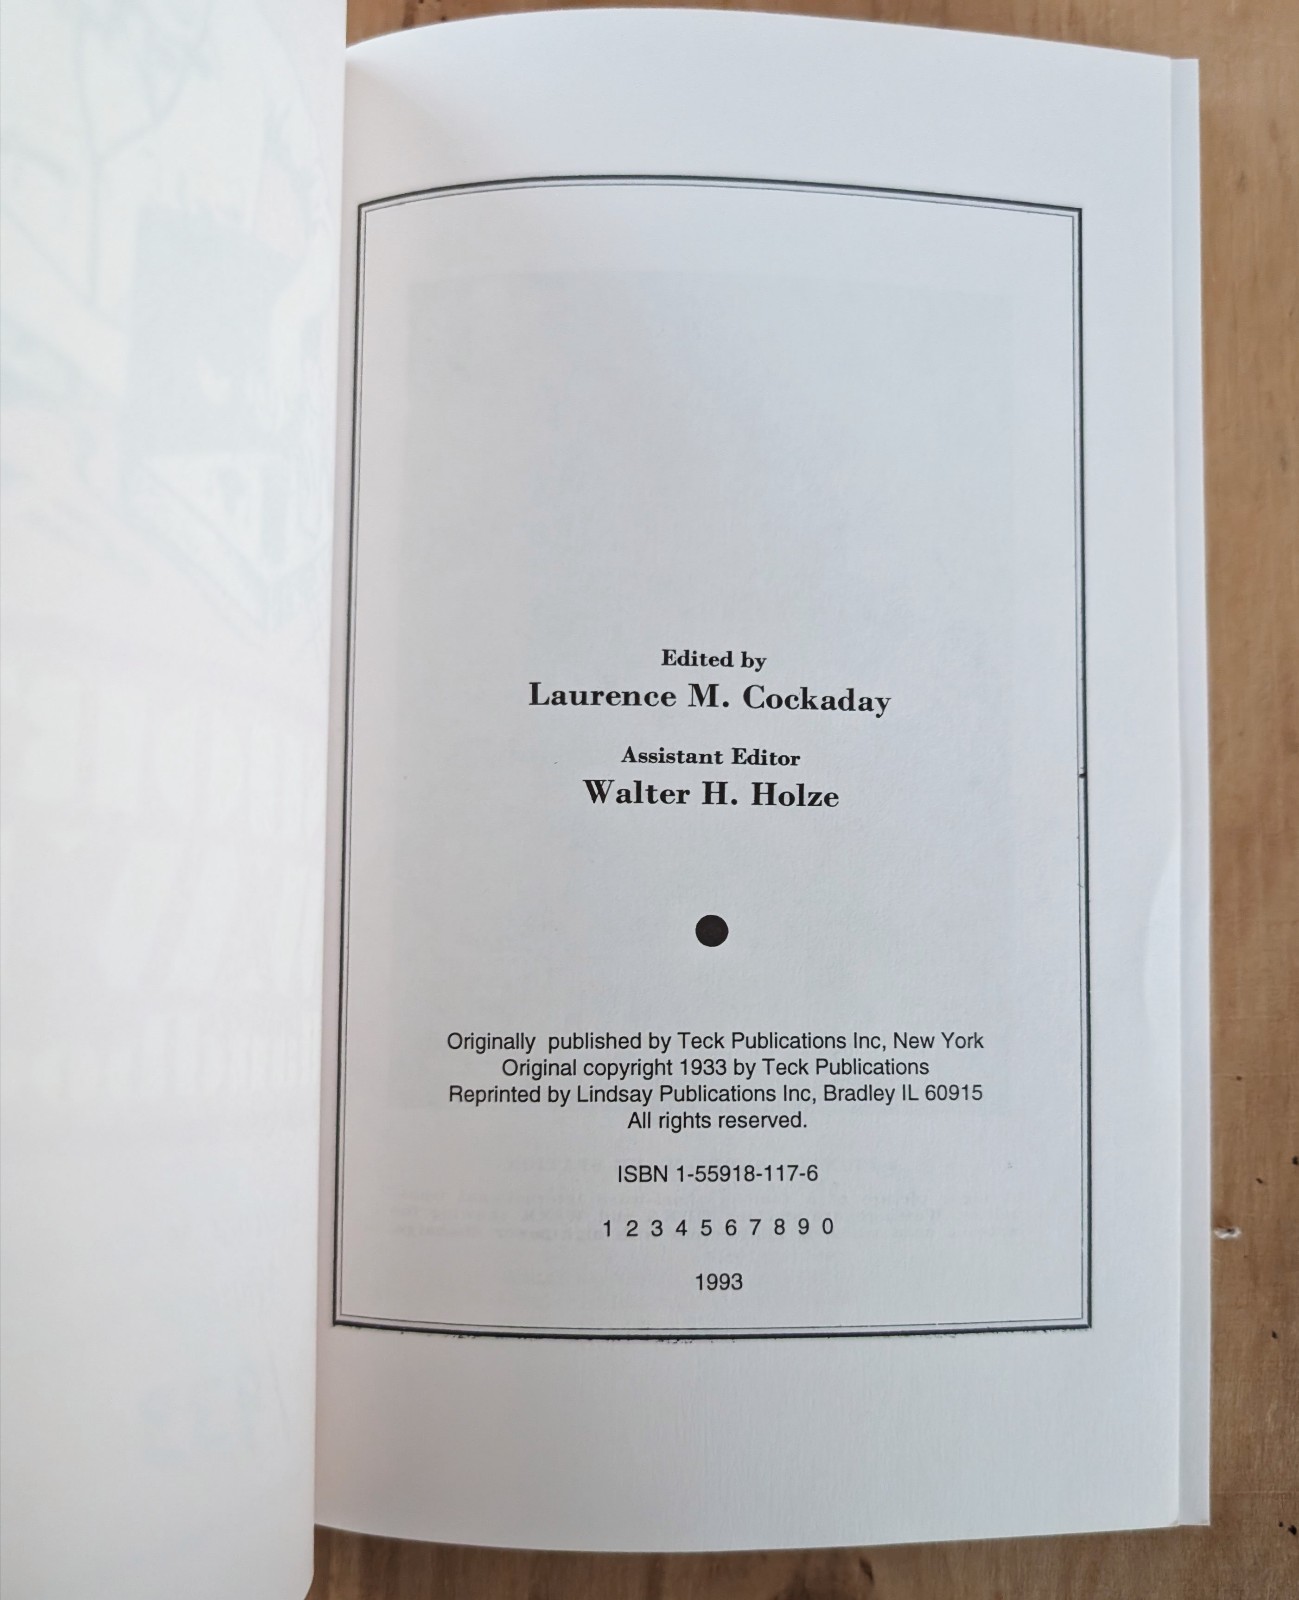 Edited by
Laurence M. Cockaday
Assistant Editor
Walter H. Holze
Originally published by Teck Publications Inc, New York
Original copyright 1933 by Teck Publications
Reprinted by Lindsay Publications Inc, Bradley IL 60915
All rights reserved.
ISBN 1-55918-117-6
1 2 3 4 5 6 7 8 9 0
1993